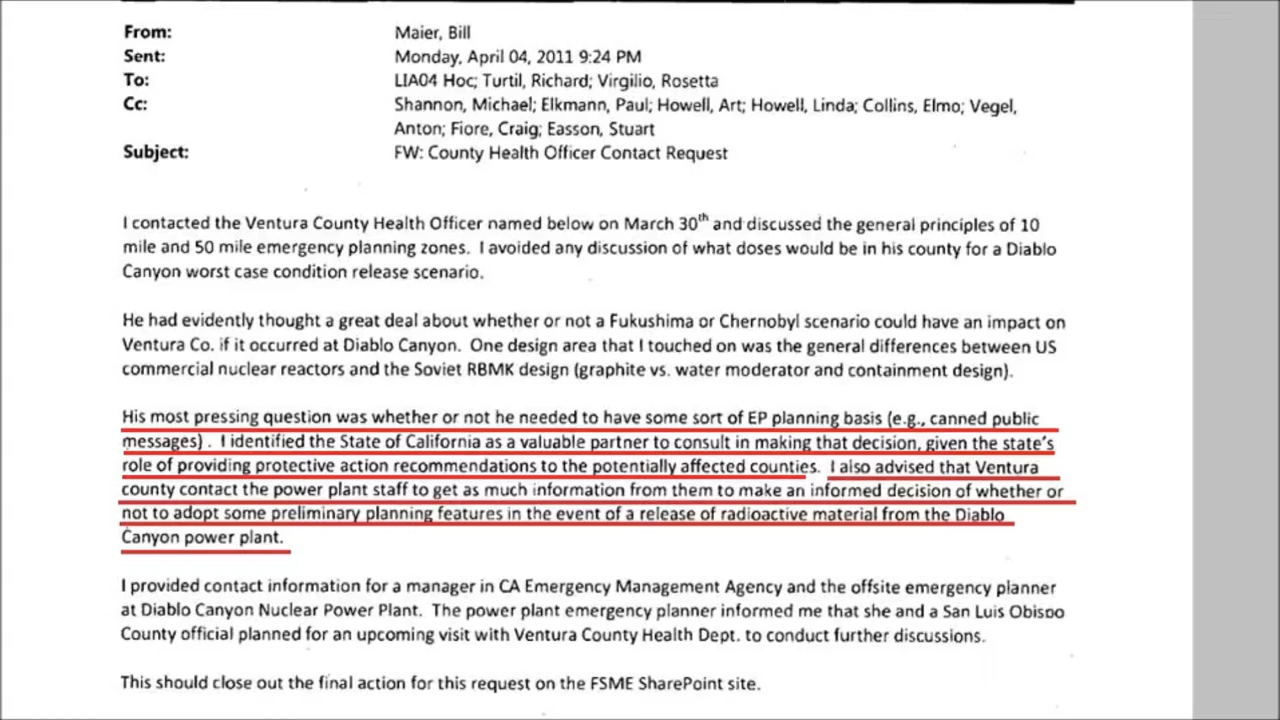 From: Maier, Bill
Sent: Monday, April 04, 2011 9:24 PM
To: LIA04 Hoc; Turtil, Richard; Virgilio, Rosetta
Cc: Shannon, Michael; Elkmann, Paul; Howell, Art; Howell, Linda; Collins, Elmo; Vegel,
Anton; Fiore, Craig; Easson, Stuart
Subject: FW: County Health Officer Contact Request
I contacted the Ventura County Health Officer named below on March 30th and discussed the general principles of 10
mile and 50 mile emergency planning zones. I avoided any discussion of what doses would be in his county for a Diablo
Canyon worst case condition release scenario.
He had evidently thought a great deal about whether or not a Fukushima or Chernobyl scenario could have an impact on
Ventura Co. if it occurred at Diablo Canyon. One design area that I touched on was the general differences between US
commercial nuclear reactors and the Soviet RBMK design (graphite vs. water moderator and containment design).
His most pressing question was whether or not he needed to have some sort of EP planning basis (e.g., canned public
messages) . I identified the State of California as a valuable partner to consult in making that decision, given the state's
role of providing protective action recommendations to the potentially affected counties. I also advised that Ventura
county contact the power plant staff to get as much information from them to make an informed decision of whether or
not to adopt some preliminary planning features in the event of a release of radioactive material from the Diablo
Canyon power plant.
I provided contact information for a manager in CA Emergency Management Agency and the offsite emergency planner
at Diablo Canyon Nuclear Power Plant. The power plant emergency planner informed me that she and a San Luis Obispo
County official planned for an upcoming visit with Ventura County Health Dept. to conduct further discussions.
This should close out the final action for this request on the FSME SharePoint site.